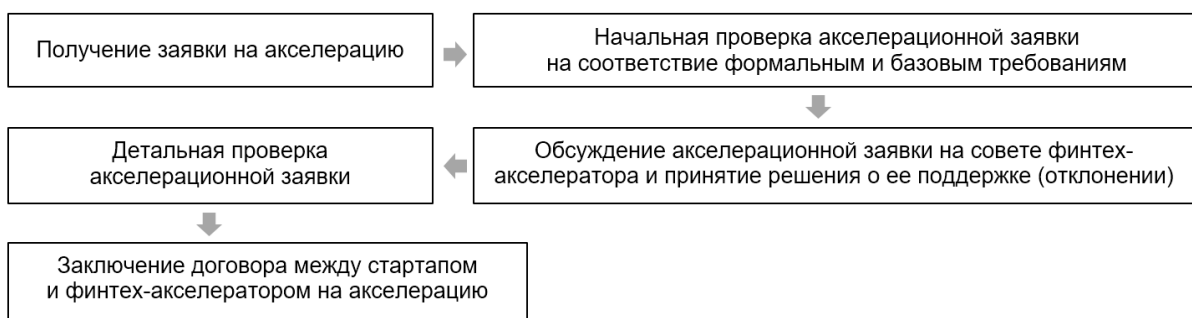 Получение заявки на акселерацию
Начальная проверка акселерационной заявки
на соответствие формальным и базовым требованиям
Обсуждение акселерационной заявки на совете финтех-
акселератора и принятие решения о ее поддержке (отклонении)
Детальная проверка
акселерационной заявки
Заключение договора между стартапом
и финтех-акселератором на акселерацию